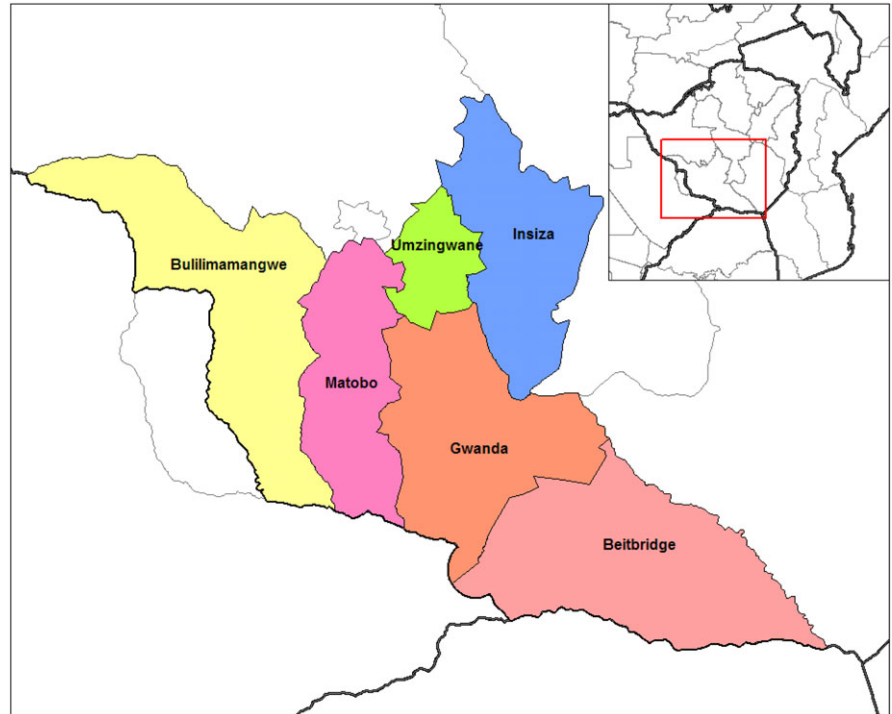 Umzingwane
Insiza
Bulilimamangwe
Matobo
Gwanda
Beitbridge